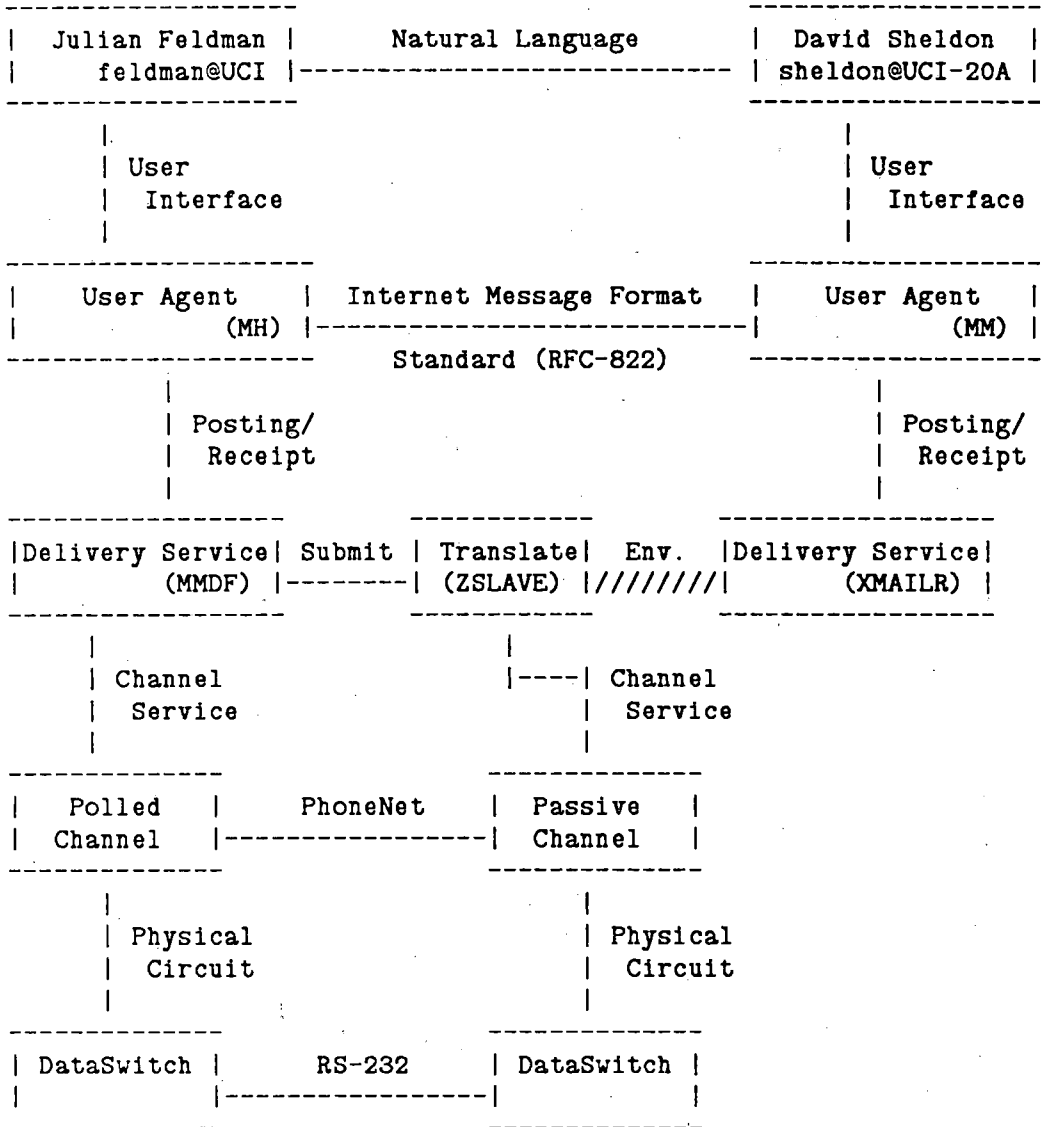 Julian Feldman | Natural Language | David Sheldon
feldman@UCI | sheldon@UCI-20A
User | User
Interface | Interface
User Agent | Internet Message Format | User Agent
(MH) | (MM)
Standard (RFC-822)
Posting/ | Posting/
Receipt | Receipt
Delivery Service| Submit | Translate| Env. |Delivery Service|
(MMDF) | (ZSLAVE) |////////| (XMAILR)
Channel | Channel
Service | Service
Polled | PhoneNet | Passive
Channel | Channel
Physical | Physical
Circuit | Circuit
DataSwitch | RS-232 | DataSwitch